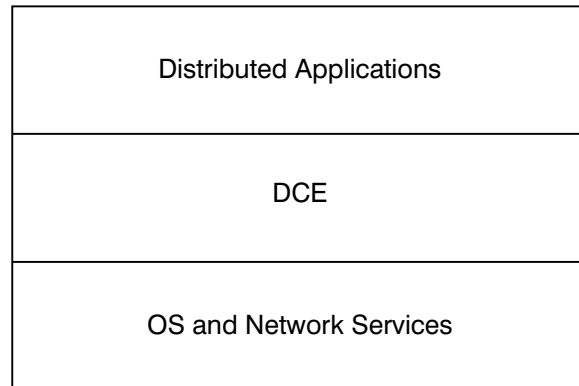 Distributed Applications
DCE
OS and Network Services